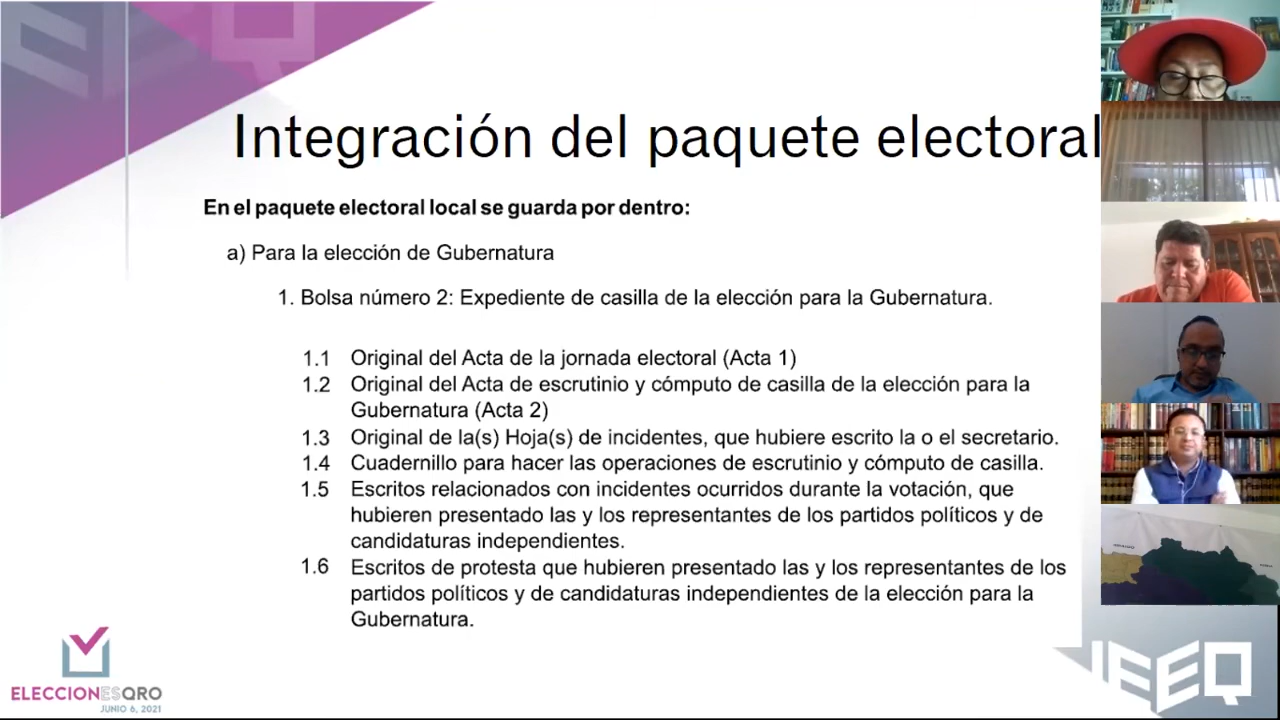 Integración del paquete electoral
En el paquete electoral local se guarda por dentro:
a) Para la elección de Gubernatura
1. Bolsa número 2: Expediente de casilla de la elección para la Gubernatura.
1.1 Original del Acta de la jornada electoral (Acta 1)
1.2 Original del Acta de escrutinio y cómputo de casilla de la elección para la
Gubernatura (Acta 2)
1.3 Original de la(s) Hoja(s) de incidentes, que hubiere escrito la o el secretario.
1.4 Cuadernillo para hacer las operaciones de escrutinio y cómputo de casilla.
1.5 Escritos relacionados con incidentes ocurridos durante la votación, que
hubieren presentado las y los representantes de los partidos políticos y de
candidaturas independientes.
1.6 Escritos de protesta que hubieren presentado las y los representantes de los
partidos políticos y de candidaturas independientes de la elección para la
Gubernatura.
ELECCIONESQRO
JUNIO 6, 2021
IEEQ